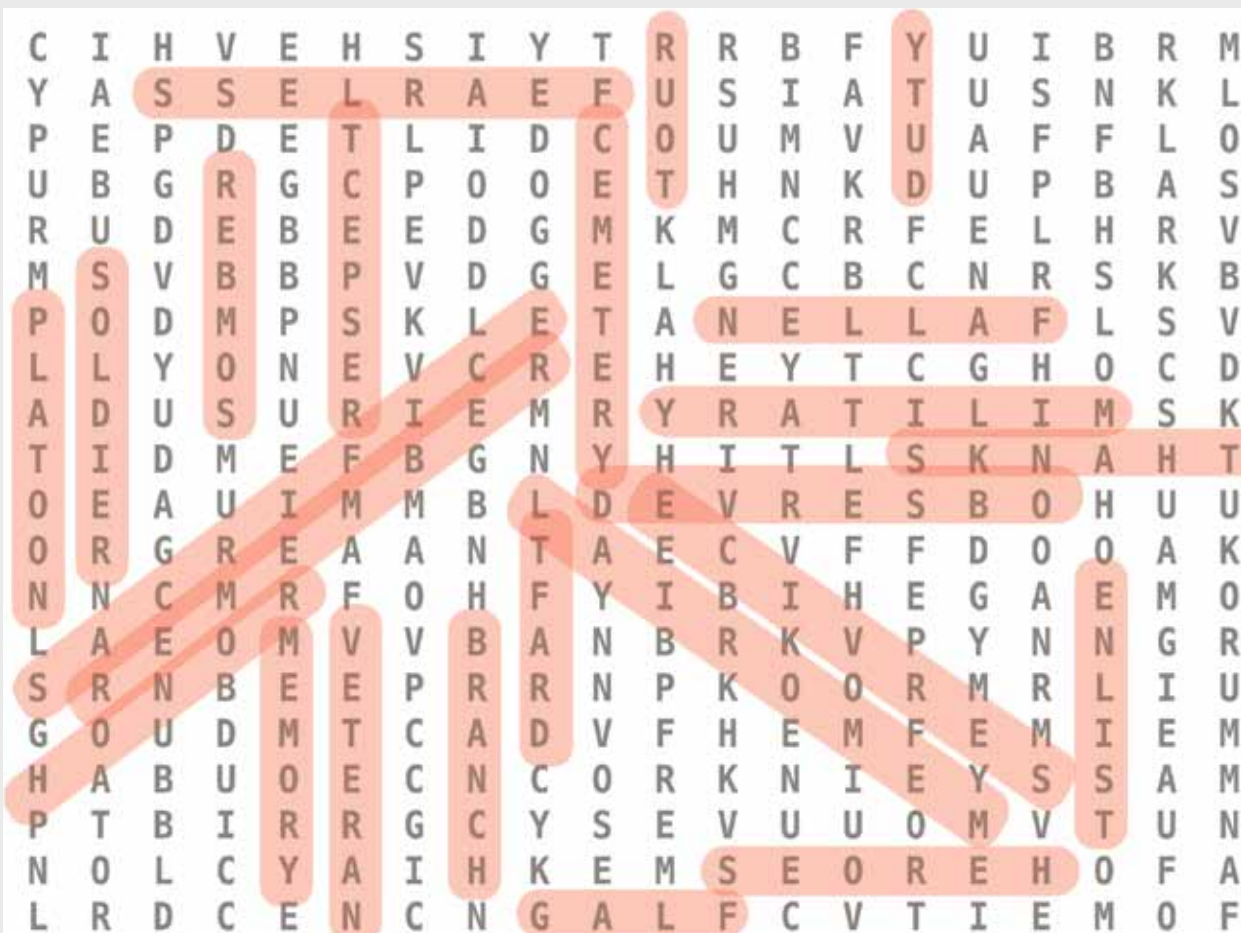 C I H V E H S I Y T R R B F Y U I B R M
Y A S S E L R A E F U S I A T U S N K L
P E P D E T L I D C O U M V U A F F L O
U B G R G C P O O E T H N K D U P B A S
R U D E B E E D G M K M C R F E L H R V
M S V B B P V D G E L G C B C N R S K B
P O D M P S K L E T A N E L L A F L S V
L L Y O N E V C R E H E Y T C G H O C D
A D U S U R I E M R Y R A T I L I M S K
T I D M E F B G N Y H I T L S K N A H T
O E A U I M M B L D E V R E S B O H U U
O R G R E A A N T A E C V F F D O O A K
N N C M R F O H F Y I B I H E G A E M O
L A E O M V V B A N B R K V P Y N N G R
S R N B E E P R R N P K O O R M R L I U
G O U D M T C A D V F H E M F E M I E M
H A B U O E C N C O R K N I E Y S S A M
P T B I R R G C Y S E V U U O M V T U N
N O L C Y A I H K E M S E O R E H O F A
L R D C E N C N G A L F C V T I E M O F